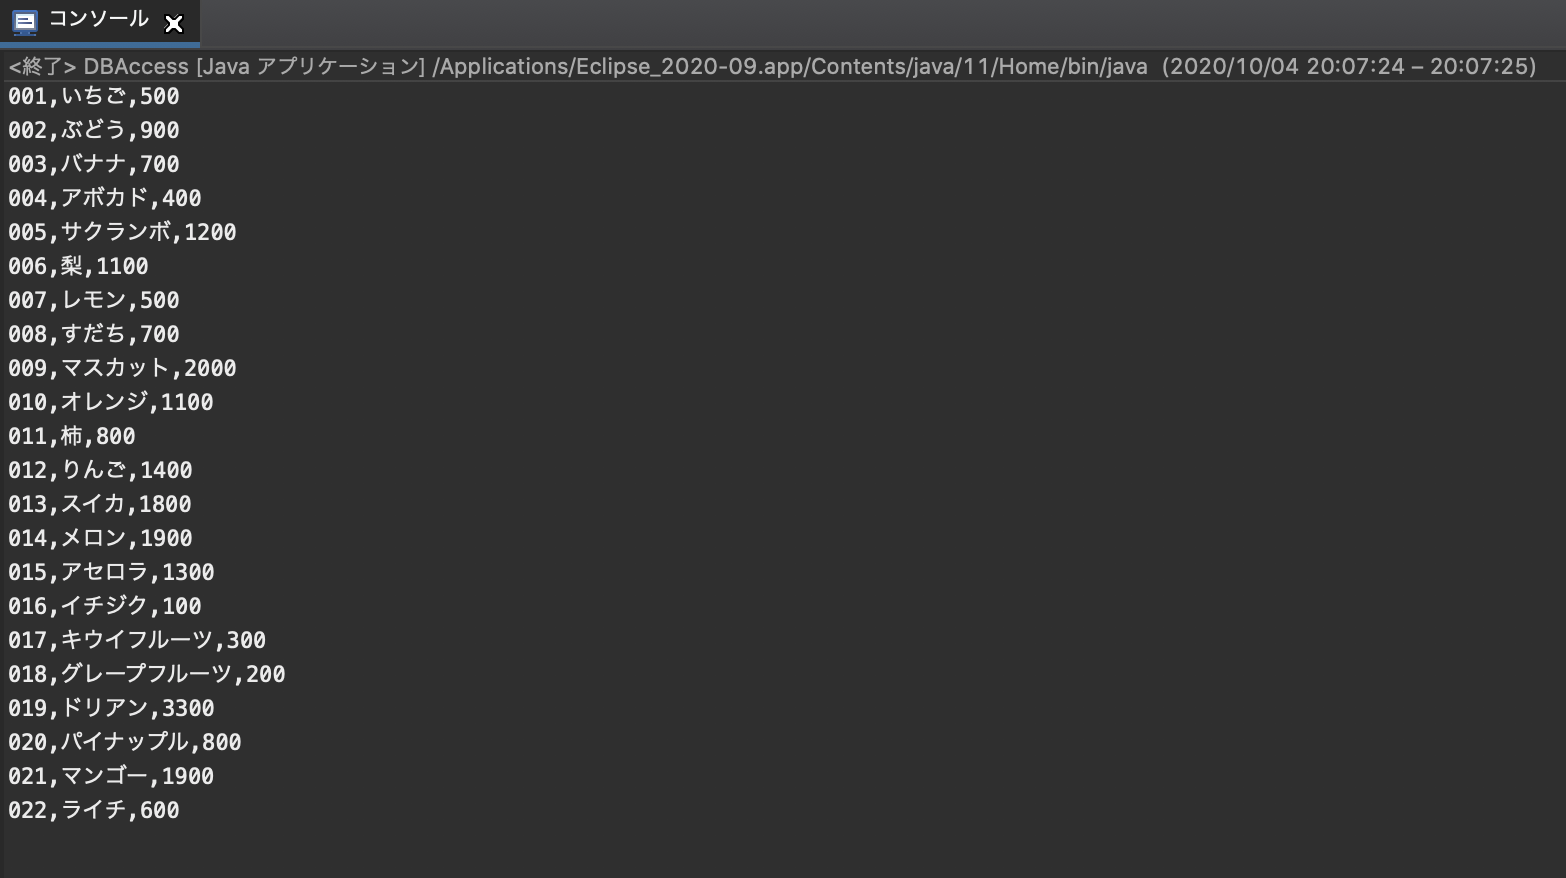 コンソール
<終了> DBAccess [Java アプリケーション] /Applications/Eclipse_2020-09.app/Contents/java/11/Home/bin/java  (2020/10/04 20:07:24 – 20:07:25)
001,いちご,500
002,ぶどう,900
003,バナナ,700
004,アボカド,400
005,サクランボ,1200
006,梨,1100
007,レモン,500
008,すだち,700
009,マスカット,2000
010,オレンジ,1100
011,柿,800
012,りんご,1400
013,スイカ,1800
014,メロン,1900
015,アセロラ,1300
016,イチジク,100
017,キウイフルーツ,300
018,グレープフルーツ,200
019,ドリアン,3300
020,パイナップル,800
021,マンゴー,1900
022,ライチ,600